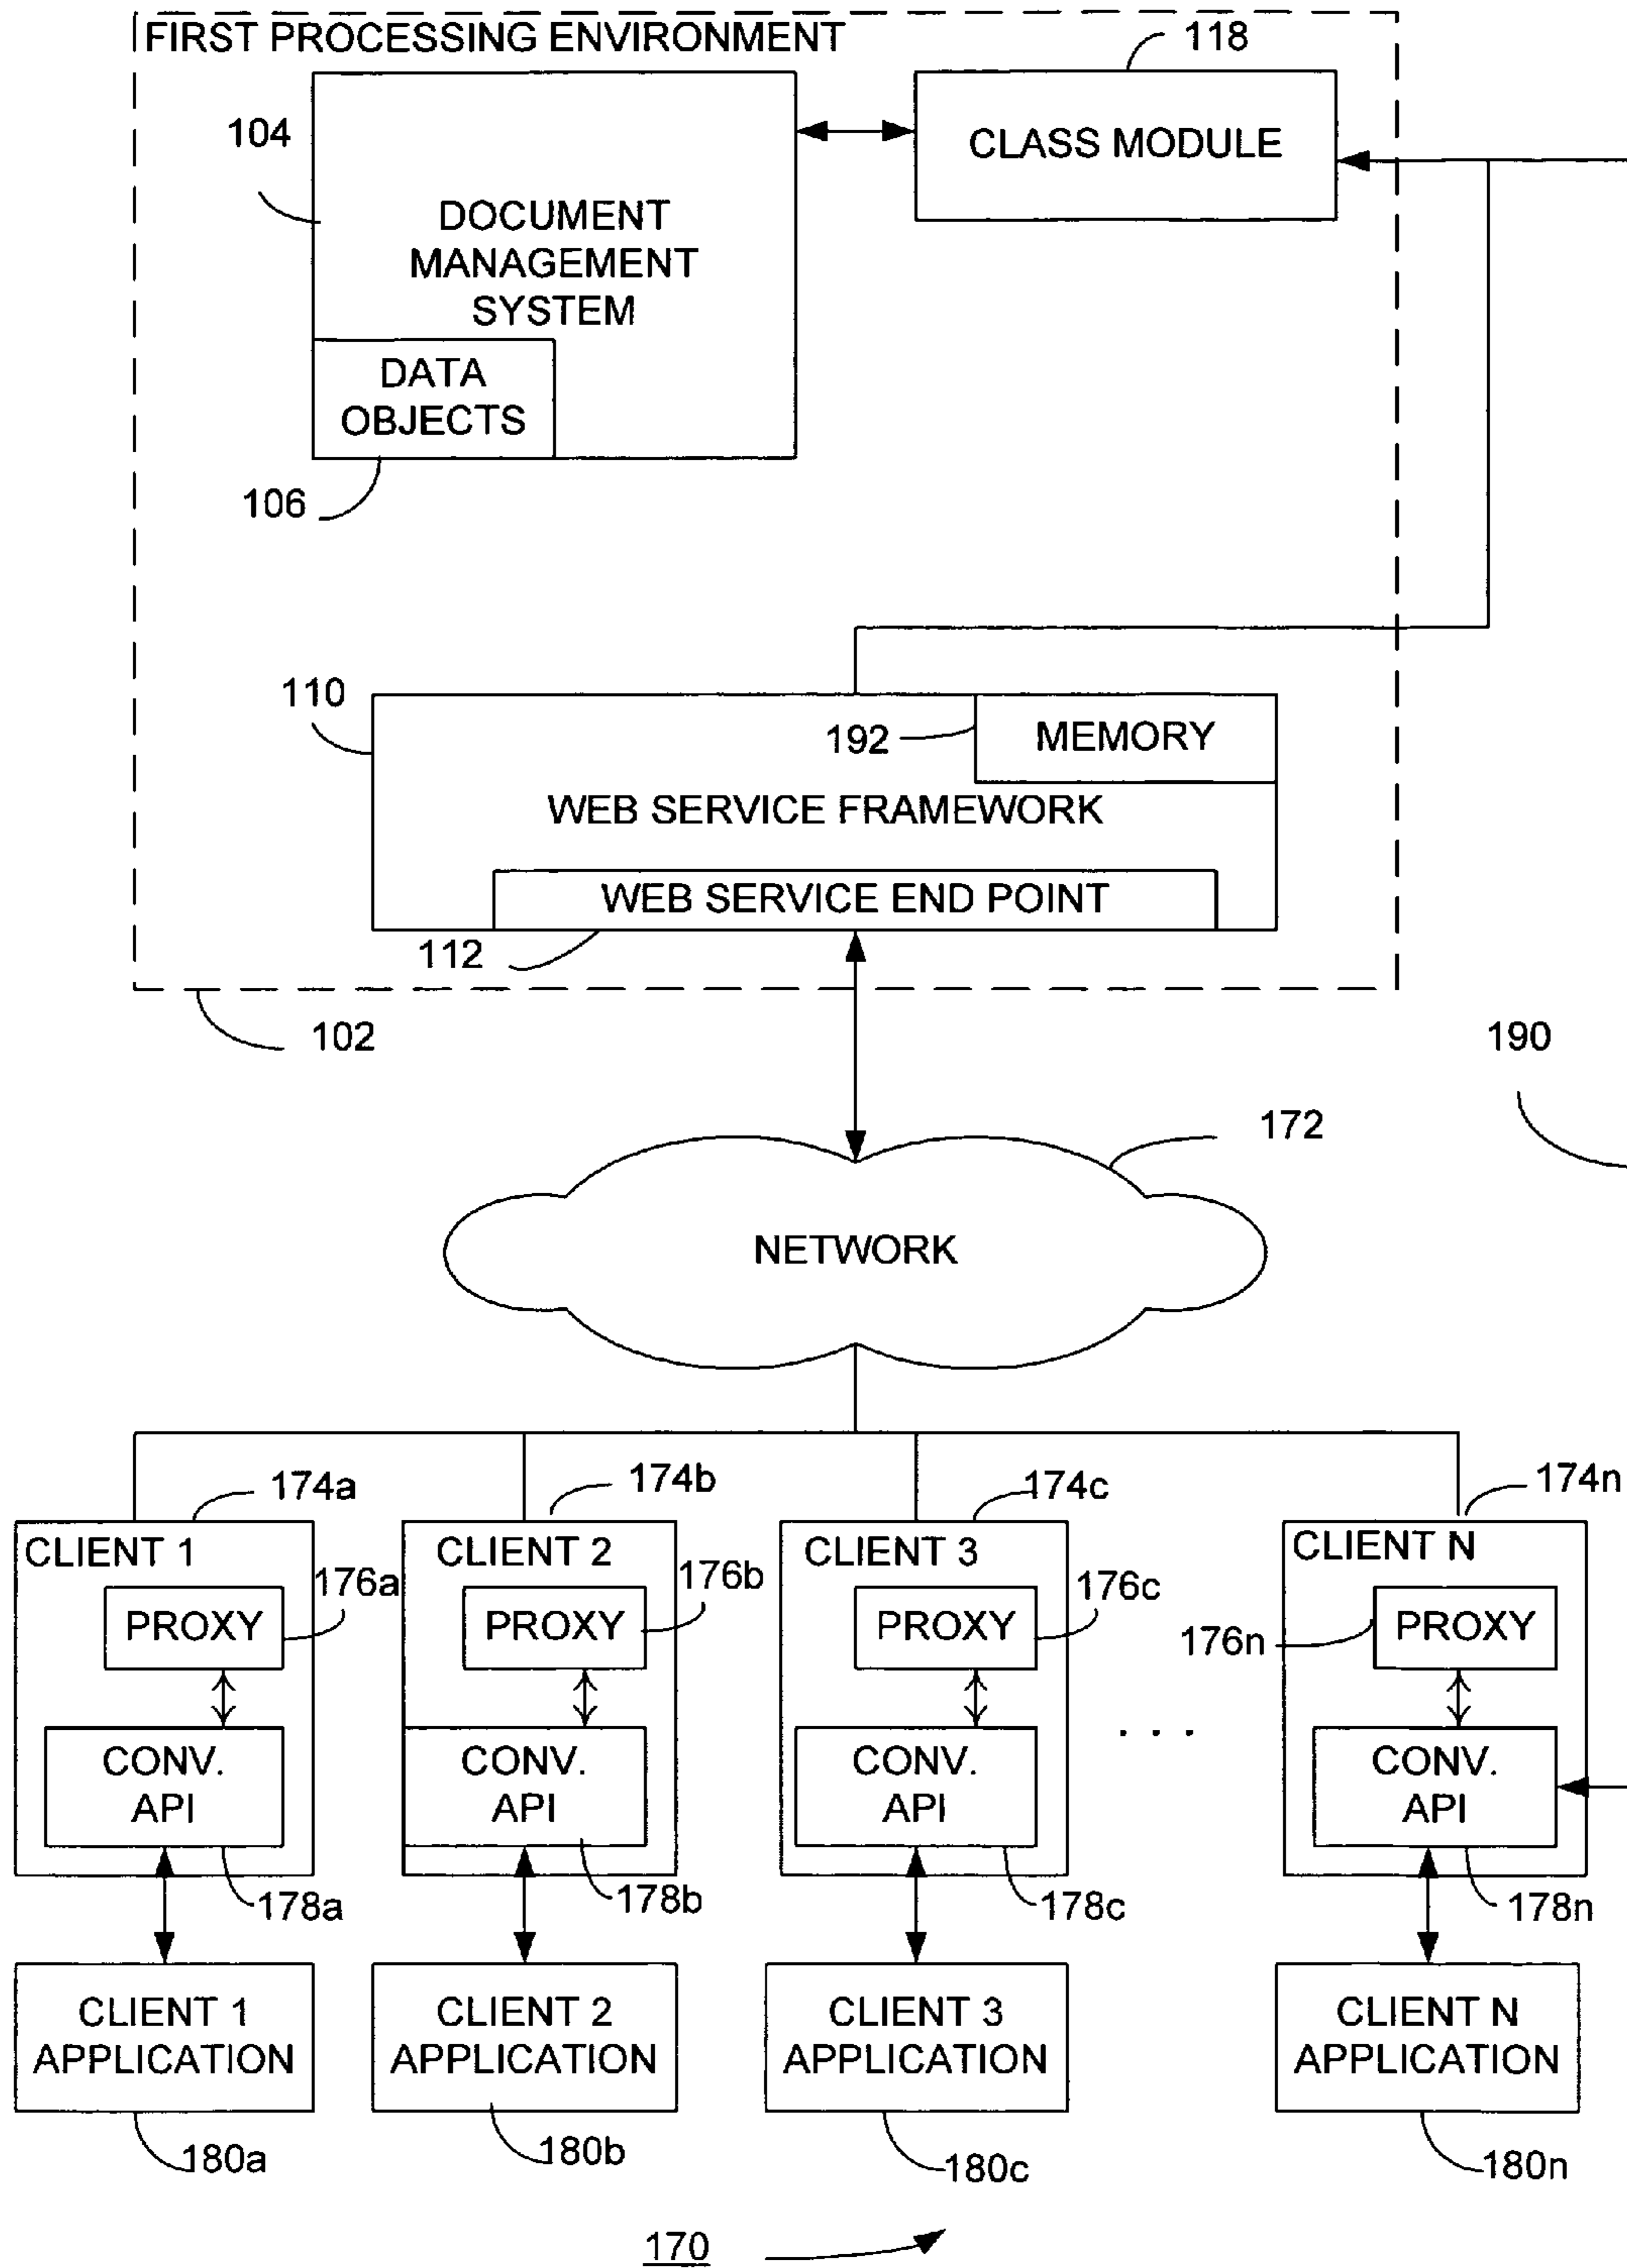 FIRST PROCESSING ENVIRONMENT
118
104
CLASS MODULE
DOCUMENT
MANAGEMENT
SYSTEM
DATA
OBJECTS
106
110
192
MEMORY
WEB SERVICE FRAMEWORK
WEB SERVICE END POINT
112
102
190
172
NETWORK
174a
174b
174c
174n
CLIENT 1
CLIENT 2
CLIENT 3
CLIENT N
176a
176b
176c
176n
PROXY
PROXY
PROXY
PROXY
. . .
CONV.
API
CONV.
API
CONV.
API
CONV.
API
178a
178b
178c
178n
CLIENT 1
APPLICATION
CLIENT 2
APPLICATION
CLIENT 3
APPLICATION
CLIENT N
APPLICATION
180a
180b
180c
180n
170